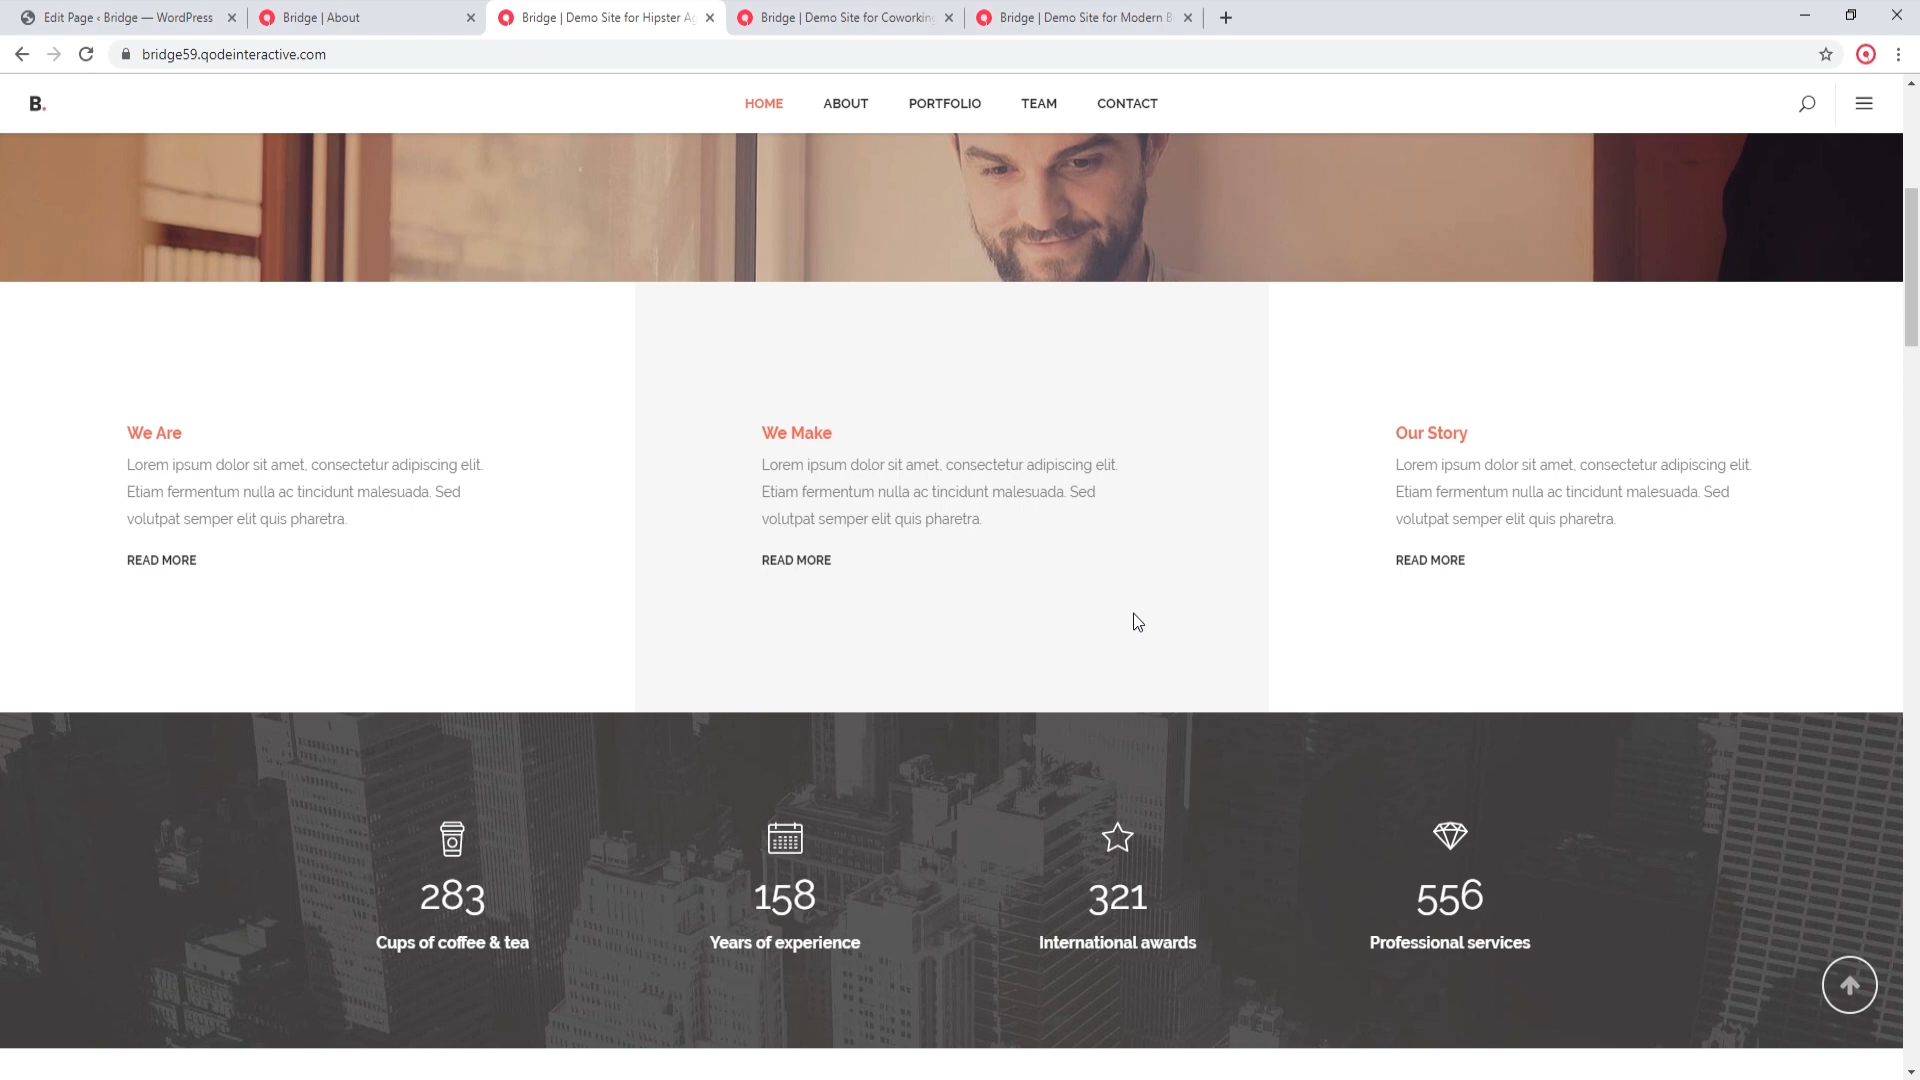 Edit Page ‹ Bridge — WordPress
Bridge | About
Bridge | Demo Site for Hipster Ag
Bridge | Demo Site for Coworking
Bridge | Demo Site for Modern B
bridge59.qodeinteractive.com
B.
HOME
ABOUT
PORTFOLIO
TEAM
CONTACT
We Are
Lorem ipsum dolor sit amet, consectetur adipiscing elit.
Etiam fermentum nulla ac tincidunt malesuada. Sed
volutpat semper elit quis pharetra.
READ MORE
We Make
Lorem ipsum dolor sit amet, consectetur adipiscing elit.
Etiam fermentum nulla ac tincidunt malesuada. Sed
volutpat semper elit quis pharetra.
READ MORE
Our Story
Lorem ipsum dolor sit amet, consectetur adipiscing elit.
Etiam fermentum nulla ac tincidunt malesuada. Sed
volutpat semper elit quis pharetra.
READ MORE
283
Cups of coffee & tea
158
Years of experience
321
International awards
556
Professional services